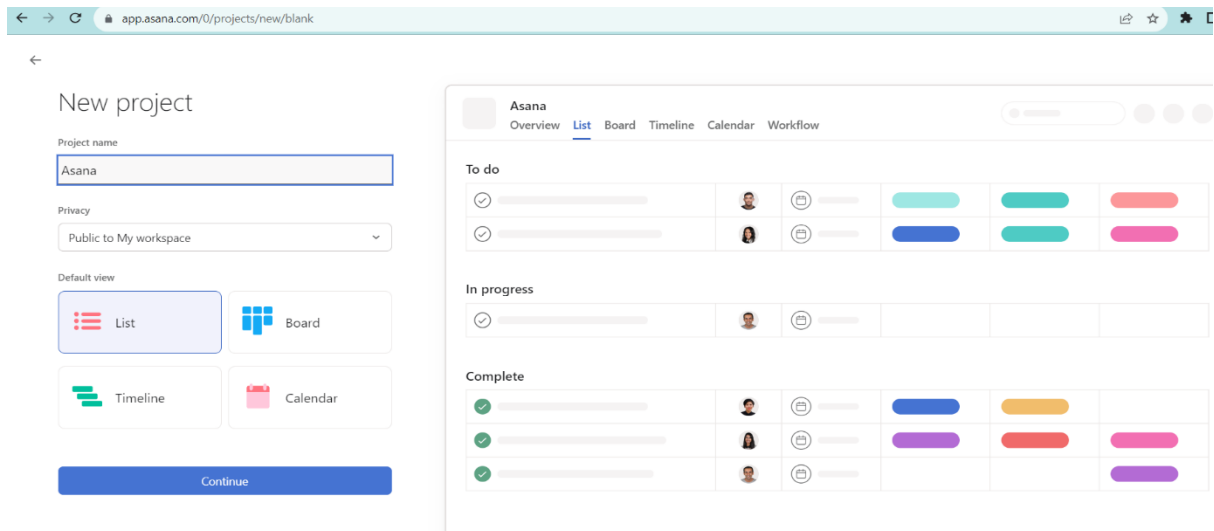 app.asana.com/0/projects/new/blank
New project
Project name
Asana
Privacy
Public to My workspace
Default view
List
Board
Timeline
Calendar
Continue
Asana
Overview List Board Timeline Calendar Workflow
To do
In progress
Complete